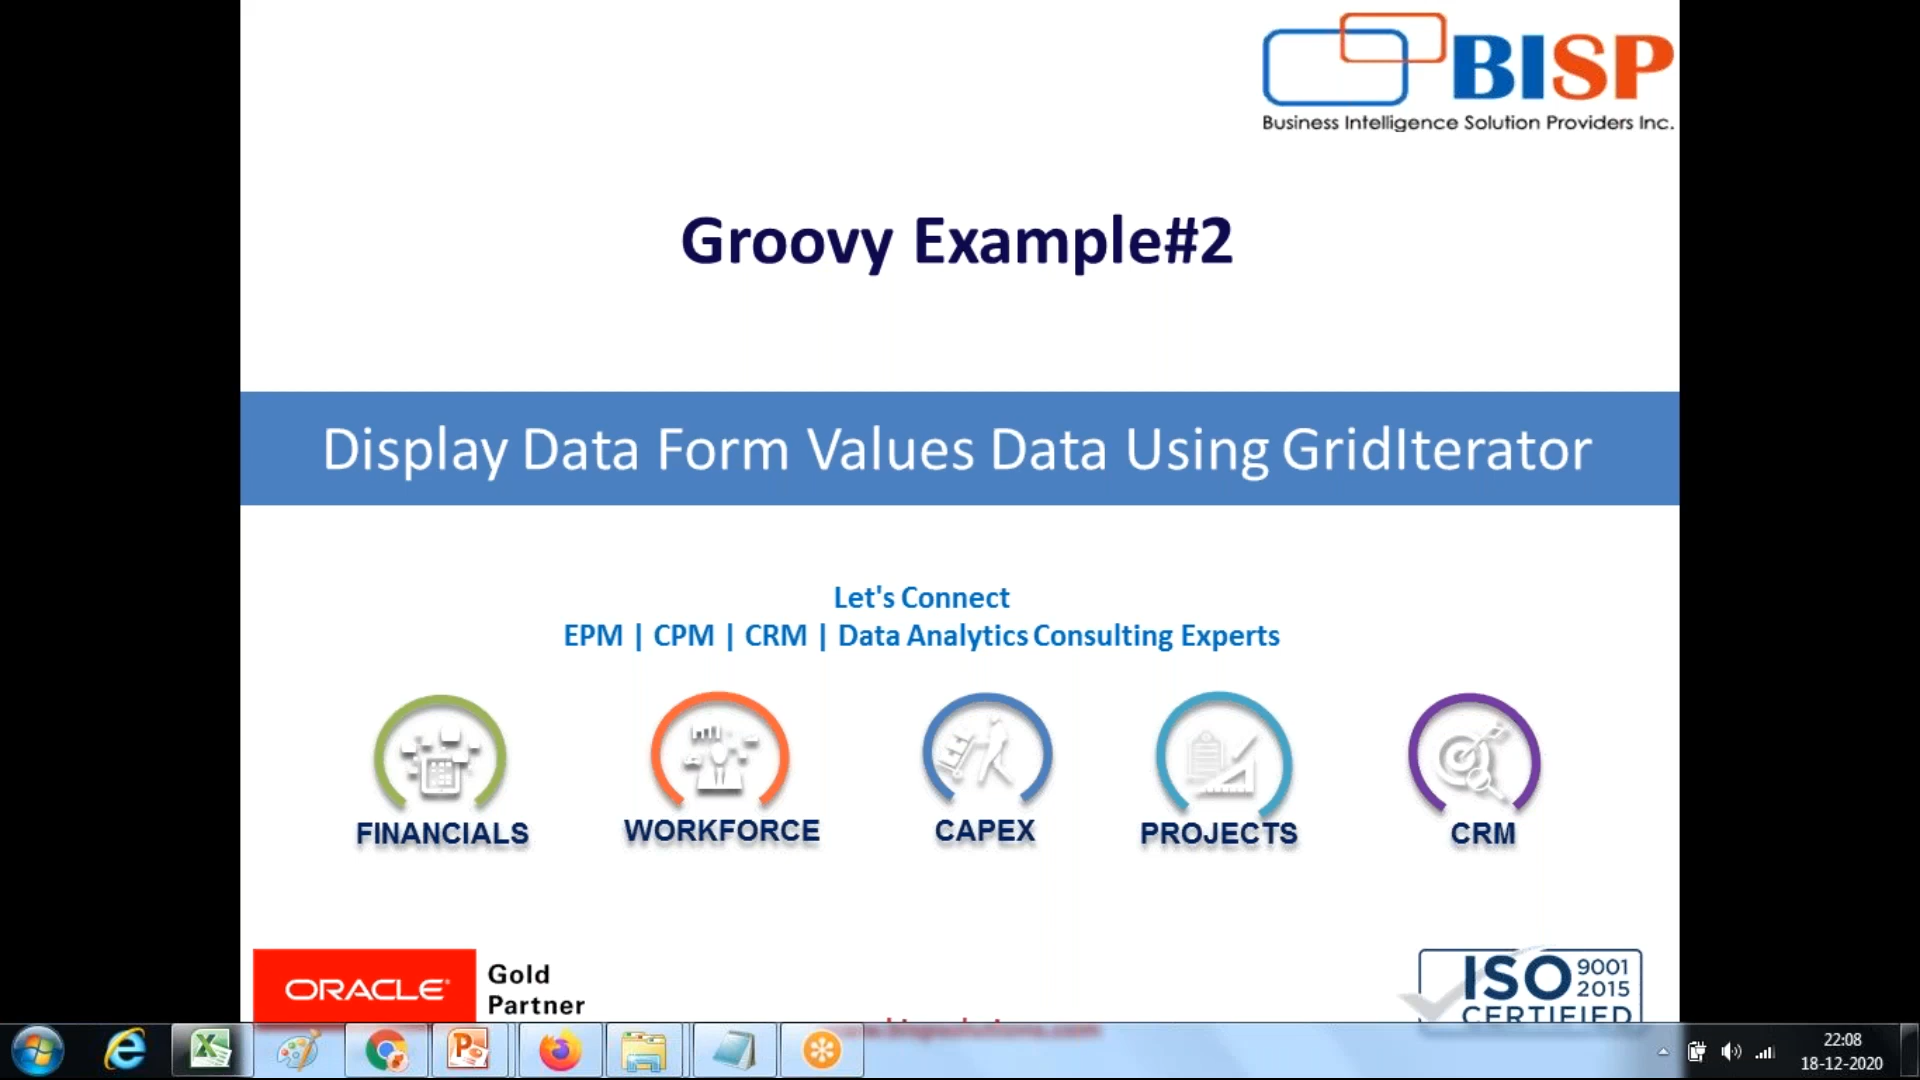 BISP
Business Intelligence Solution Providers Inc.
Groovy Example#2
Display Data Form Values Data Using GridIterator
Let's Connect
EPM | CPM | CRM | Data Analytics Consulting Experts
FINANCIALS
WORKFORCE
CAPEX
PROJECTS
CRM
ORACLE
Gold
Partner
ISO 9001
2015
CERTIFIED
22:08
18-12-2020